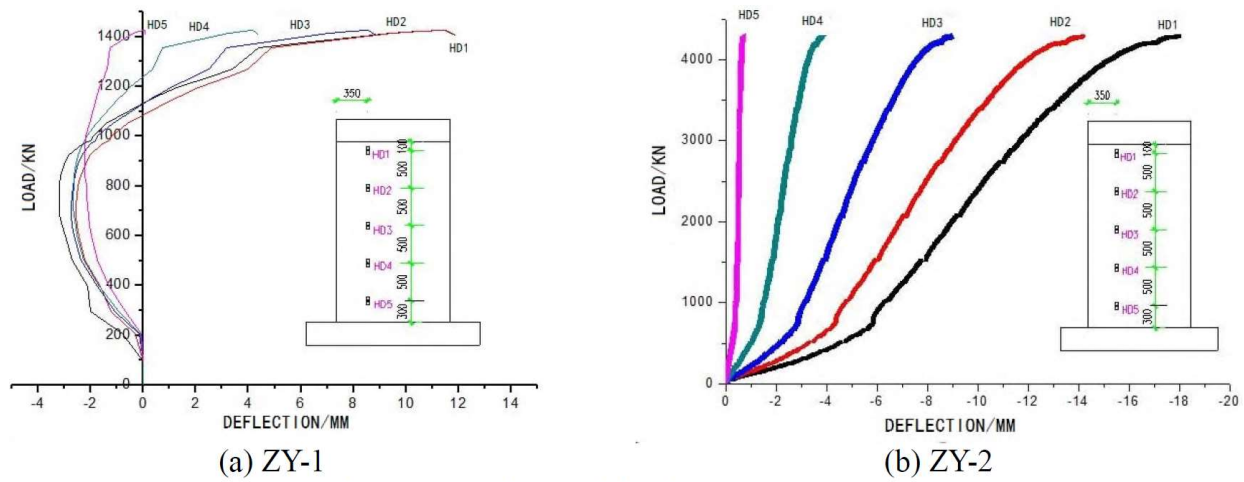 HD5 HD4 HD3 HD2
HD1
1400
1200
1000
800
600
400
200
0
LOAD/KN
-4 -2 0 2 4 6 8 10 12 14
DEFLECTION/MM
350
100
HD1
500
HD2
500
HD3
500
HD4
500
HD5
300
(a) ZY-1
HD5 HD4 HD3 HD2 HD1
4000
3000
2000
1000
0
LOAD/KN
0 -2 -4 -6 -8 -10 -12 -14 -16 -18 -20
DEFLECTION/MM
350
100
HD1
500
HD2
500
HD3
500
HD4
500
HD5
300
(b) ZY-2